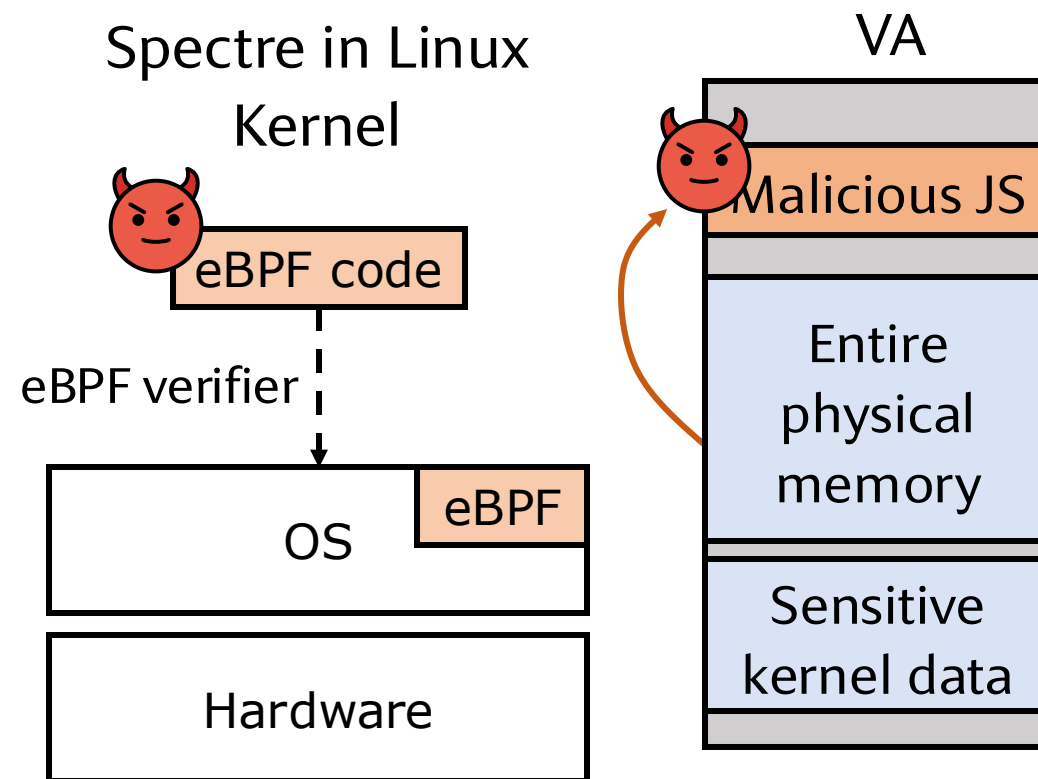 Spectre in Linux
Kernel
eBPF code
eBPF verifier
eBPF
OS
Hardware
VA
Malicious JS
Entire
physical
memory
Sensitive
kernel data